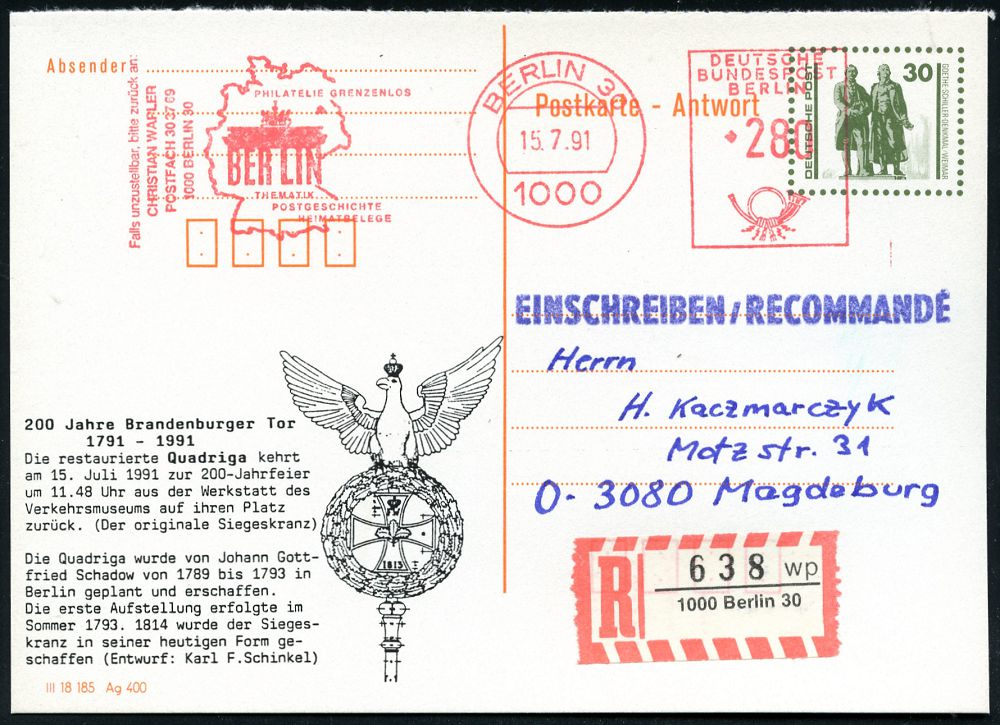 Absender
Falls unzustellbar, bitte zurück an:
CHRISTIAN WAPLER
POSTFACH 30 37 69
1000 BERLIN 30
PHILATELIE GRENZENLOS
BERLIN
THEMATIK
POSTGESCHICHTE
HEIMATBELEGE
BERLIN 30
15.7.91
1000
Postkarte - Antwort
DEUTSCHE
BUNDESPOST
BERLIN
280
DEUTSCHE POST
30
GOETHE-SCHILLER-DENKMAL/WEIMAR
EINSCHREIBEN/RECOMMANDÉ
Herrn
H. Kaczmarczyk
Motzstr. 31
O-3080 Magdeburg
200 Jahre Brandenburger Tor
1791 - 1991
Die restaurierte Quadriga kehrt
am 15. Juli 1991 zur 200-Jahrfeier
um 11.48 Uhr aus der Werkstatt des
Verkehrsmuseums auf ihren Platz
zurück. (Der originale Siegeskranz)
Die Quadriga wurde von Johann Gott-
fried Schadow von 1789 bis 1793 in
Berlin geplant und erschaffen.
Die erste Aufstellung erfolgte im
Sommer 1793. 1814 wurde der Sieges-
kranz in seiner heutigen Form ge-
schaffen (Entwurf: Karl F.Schinkel)
1813
R
638 wp
1000 Berlin 30
III 18 185 Ag 400